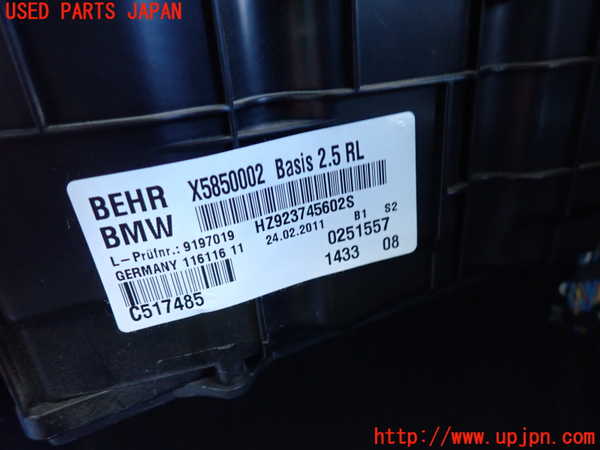 USED PARTS JAPAN
BEHR X5850002 Basis 2.5 RL
BMW
HZ923745602S
L-Prüfnr.: 9197019 24.02.2011 B1 S2
GERMANY 116116 11 0251557
C517485 1433 08
UPJ
www.upjpn.com